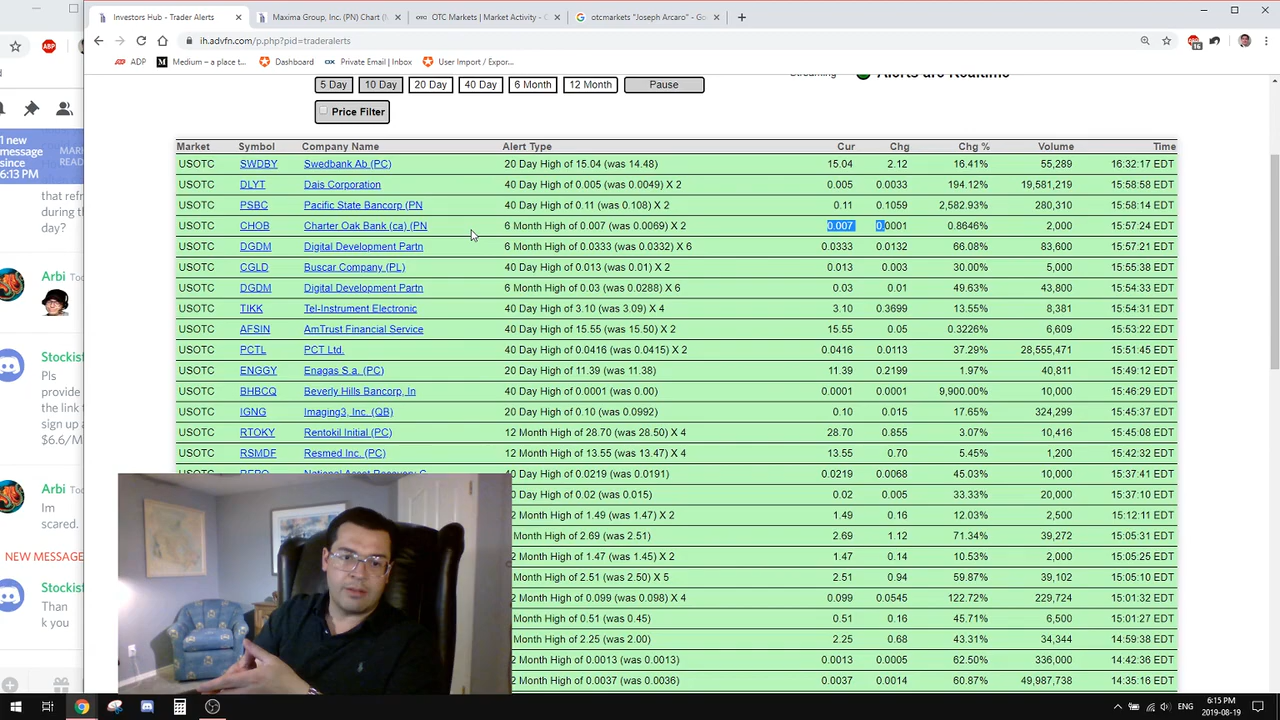 Investors Hub - Trader Alerts
Maxima Group, Inc. (PN) Chart (M
OTC Markets | Market Activity -
otcmarkets "Joseph Arcaro" - Go
ih.advfn.com/p.php?pid=traderalerts
ABP
16
ADP
Medium – a place t...
Dashboard
Private Email | Inbox
User Import / Expor...
Streaming
Alerts are Realtime
5 Day
10 Day
20 Day
40 Day
6 Month
12 Month
Pause
Price Filter
Market Symbol Company Name Alert Type Cur Chg Chg % Volume Time
USOTC SWDBY Swedbank Ab (PC) 20 Day High of 15.04 (was 14.48) 15.04 2.12 16.41% 55,289 16:32:17 EDT
USOTC DLYT Dais Corporation 40 Day High of 0.005 (was 0.0049) X 2 0.005 0.0033 194.12% 19,581,219 15:58:58 EDT
USOTC PSBC Pacific State Bancorp (PN 40 Day High of 0.11 (was 0.108) X 2 0.11 0.1059 2,582.93% 280,310 15:58:14 EDT
USOTC CHOB Charter Oak Bank (ca) (PN 6 Month High of 0.007 (was 0.0069) X 2 0.007 0.0001 0.8646% 2,000 15:57:24 EDT
USOTC DGDM Digital Development Partn 6 Month High of 0.0333 (was 0.0332) X 6 0.0333 0.0132 66.08% 83,600 15:57:21 EDT
USOTC CGLD Buscar Company (PL) 40 Day High of 0.013 (was 0.01) X 2 0.013 0.003 30.00% 5,000 15:55:38 EDT
USOTC DGDM Digital Development Partn 6 Month High of 0.03 (was 0.0288) X 6 0.03 0.01 49.63% 43,800 15:54:33 EDT
USOTC TIKK Tel-Instrument Electronic 40 Day High of 3.10 (was 3.09) X 4 3.10 0.3699 13.55% 8,381 15:54:31 EDT
USOTC AFSIN AmTrust Financial Service 40 Day High of 15.55 (was 15.50) X 2 15.55 0.05 0.3226% 6,609 15:53:22 EDT
USOTC PCTL PCT Ltd. 40 Day High of 0.0416 (was 0.0415) X 2 0.0416 0.0113 37.29% 28,555,471 15:51:45 EDT
USOTC ENGGY Enagas S.a. (PC) 20 Day High of 11.39 (was 11.38) 11.39 0.2199 1.97% 40,811 15:49:12 EDT
USOTC BHBCQ Beverly Hills Bancorp, In 40 Day High of 0.0001 (was 0.00) 0.0001 0.0001 9,900.00% 10,000 15:46:29 EDT
USOTC IGNG Imaging3, Inc. (QB) 20 Day High of 0.10 (was 0.0992) 0.10 0.015 17.65% 324,299 15:45:37 EDT
USOTC RTOKY Rentokil Initial (PC) 12 Month High of 28.70 (was 28.50) X 4 28.70 0.855 3.07% 10,416 15:45:08 EDT
USOTC RSMDF Resmed Inc. (PC) 12 Month High of 13.55 (was 13.47) X 4 13.55 0.70 5.45% 1,200 15:42:32 EDT
0 Day High of 0.0219 (was 0.0191) 0.0219 0.0068 45.03% 10,000 15:37:41 EDT
0 Day High of 0.02 (was 0.015) 0.02 0.005 33.33% 20,000 15:37:10 EDT
2 Month High of 1.49 (was 1.47) X 2 1.49 0.16 12.03% 2,500 15:12:11 EDT
Month High of 2.69 (was 2.51) 2.69 1.12 71.34% 39,272 15:05:31 EDT
2 Month High of 1.47 (was 1.45) X 2 1.47 0.14 10.53% 2,000 15:05:25 EDT
Month High of 2.51 (was 2.50) X 5 2.51 0.94 59.87% 39,102 15:05:10 EDT
2 Month High of 0.099 (was 0.098) X 4 0.099 0.0545 122.72% 229,724 15:01:32 EDT
Month High of 0.51 (was 0.45) 0.51 0.16 45.71% 6,500 15:01:27 EDT
Month High of 2.25 (was 2.00) 2.25 0.68 43.31% 34,344 14:59:38 EDT
2 Month High of 0.0013 (was 0.0013) 0.0013 0.0005 62.50% 336,000 14:42:36 EDT
2 Month High of 0.0037 (was 0.0036) 0.0037 0.0014 60.87% 49,987,738 14:35:16 EDT
1 new
message
since
6:13 PM
MAR
REA
that refr
during th
day?
Arbi
Stockist
Pls
provide
the link t
sign up a
$6.6/M
Arbi
Im
scared.
NEW MESSAGE
Stockist
Than
k you
ENG
6:15 PM
2019-08-19